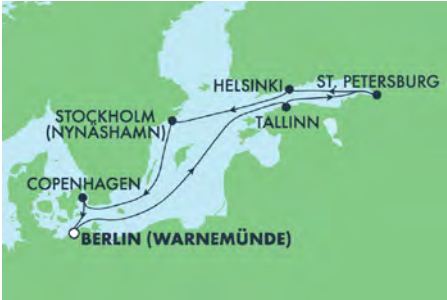 HELSINKI
ST. PETERSBURG
STOCKHOLM
(NYNÄSHAMN)
TALLINN
COPENHAGEN
BERLIN (WARNEMÜNDE)